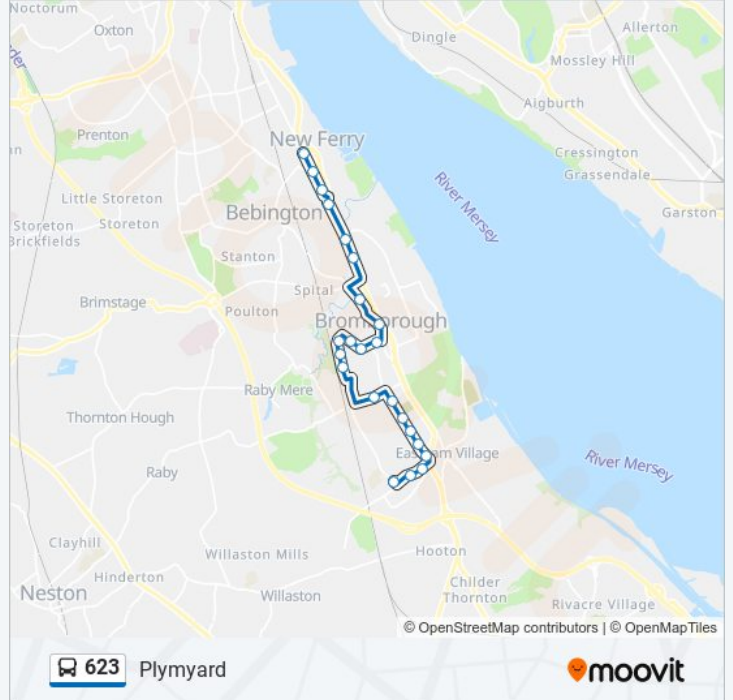 Noctorum
Oxton
Allerton
Dingle
Mossley Hill
Aigburth
Prenton
New Ferry
Cressington
Grassendale
River Mersey
Little Storeton
Bebington
Garston
Storeton
Storeton
Brickfields
Stanton
Spital
Brimstage
Poulton
Bromborough
Raby Mere
Thornton Hough
Eastham Village
River Mersey
Raby
Clayhill
Willaston Mills
Hooton
Hinderton
Childer
Thornton
Neston
Willaston
Rivacre Village
© OpenStreetMap contributors | © OpenMapTiles
623 Plymyard
moovit